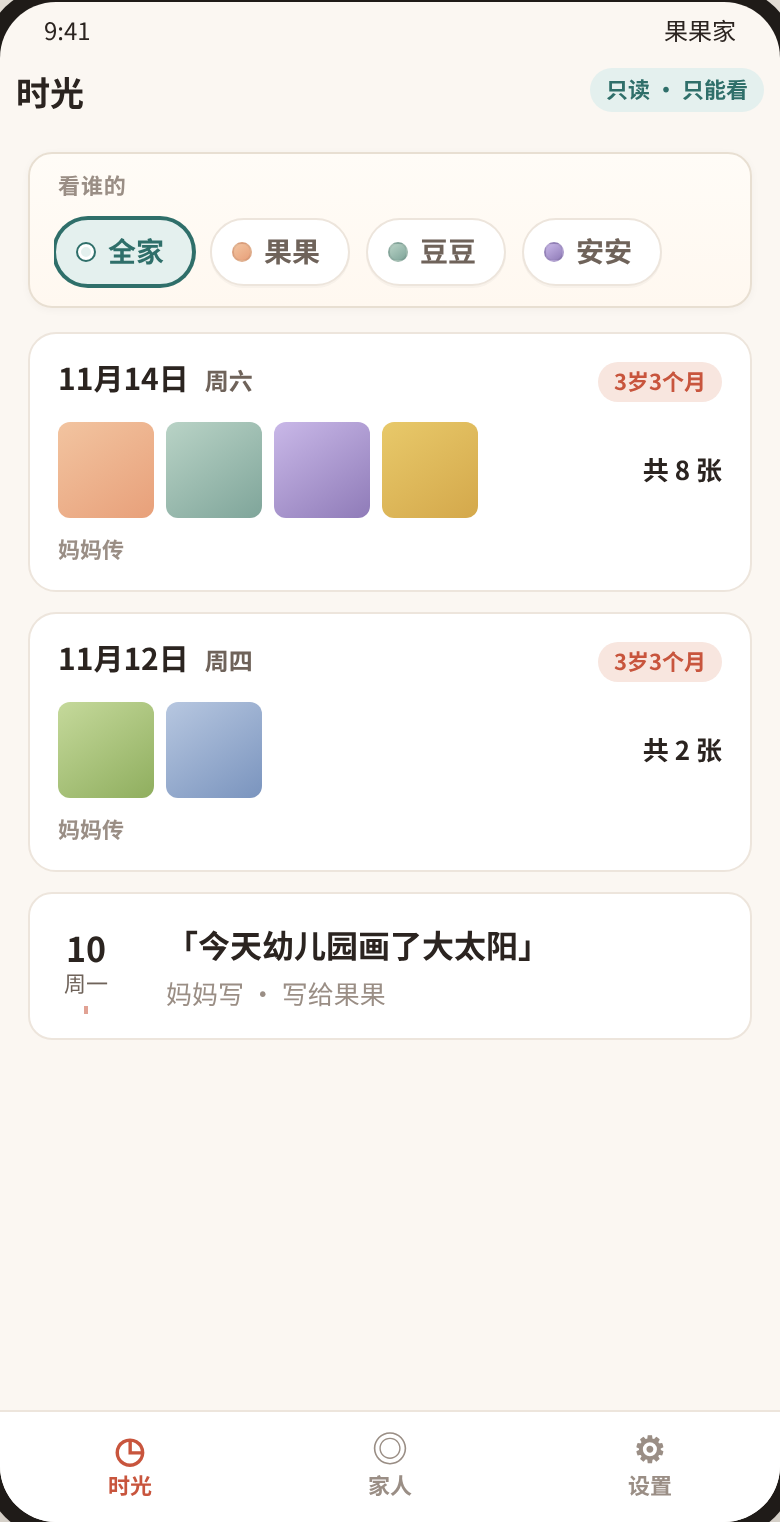 9:41 果果家
时光 只读 · 只能看
看谁的
全家 果果 豆豆 安安
11月14日 周六 3岁3个月
共 8 张
妈妈传
11月12日 周四 3岁3个月
共 2 张
妈妈传
10 「今天幼儿园画了大太阳」
周一 妈妈写 · 写给果果
时光 家人 设置